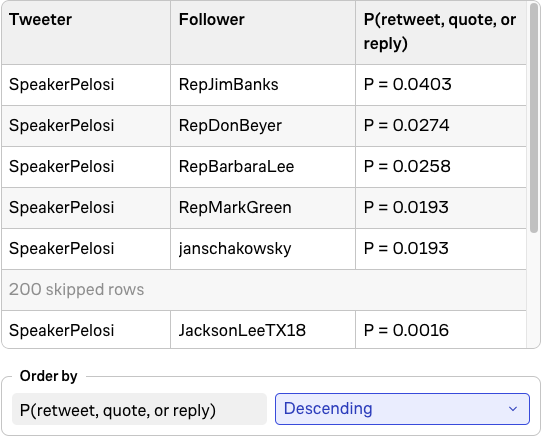 Tweeter Follower P(retweet, quote, or reply)
SpeakerPelosi RepJimBanks P = 0.0403
SpeakerPelosi RepDonBeyer P = 0.0274
SpeakerPelosi RepBarbaraLee P = 0.0258
SpeakerPelosi RepMarkGreen P = 0.0193
SpeakerPelosi janschakowsky P = 0.0193
200 skipped rows
SpeakerPelosi JacksonLeeTX18 P = 0.0016
Order by
P(retweet, quote, or reply) Descending